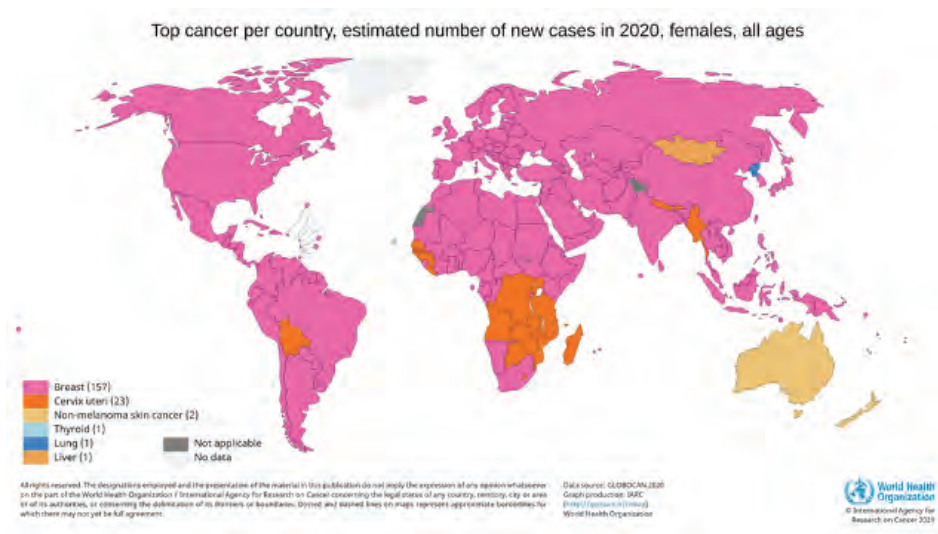 Top cancer per country, estimated number of new cases in 2020, females, all ages
Breast (157)
Cervix uteri (23)
Non-melanoma skin cancer (2)
Thyroid (1)
Lung (1)
Liver (1)
Not applicable
No data
All rights reserved. The designations employed and the presentation of the material in this publication do not imply the expression of any opinion whatsoever
on the part of the World Health Organization / International Agency for Research on Cancer concerning the legal status of any country, territory, city or area
or of its authorities, or concerning the delimitation of its frontiers or boundaries. Dotted and dashed lines on maps represent approximate borderlines for
which there may not yet be full agreement.
Data source: GLOBOCAN 2020
Graph production: IARC
World Health Organization
World Health
Organization
© International Agency for
Research on Cancer